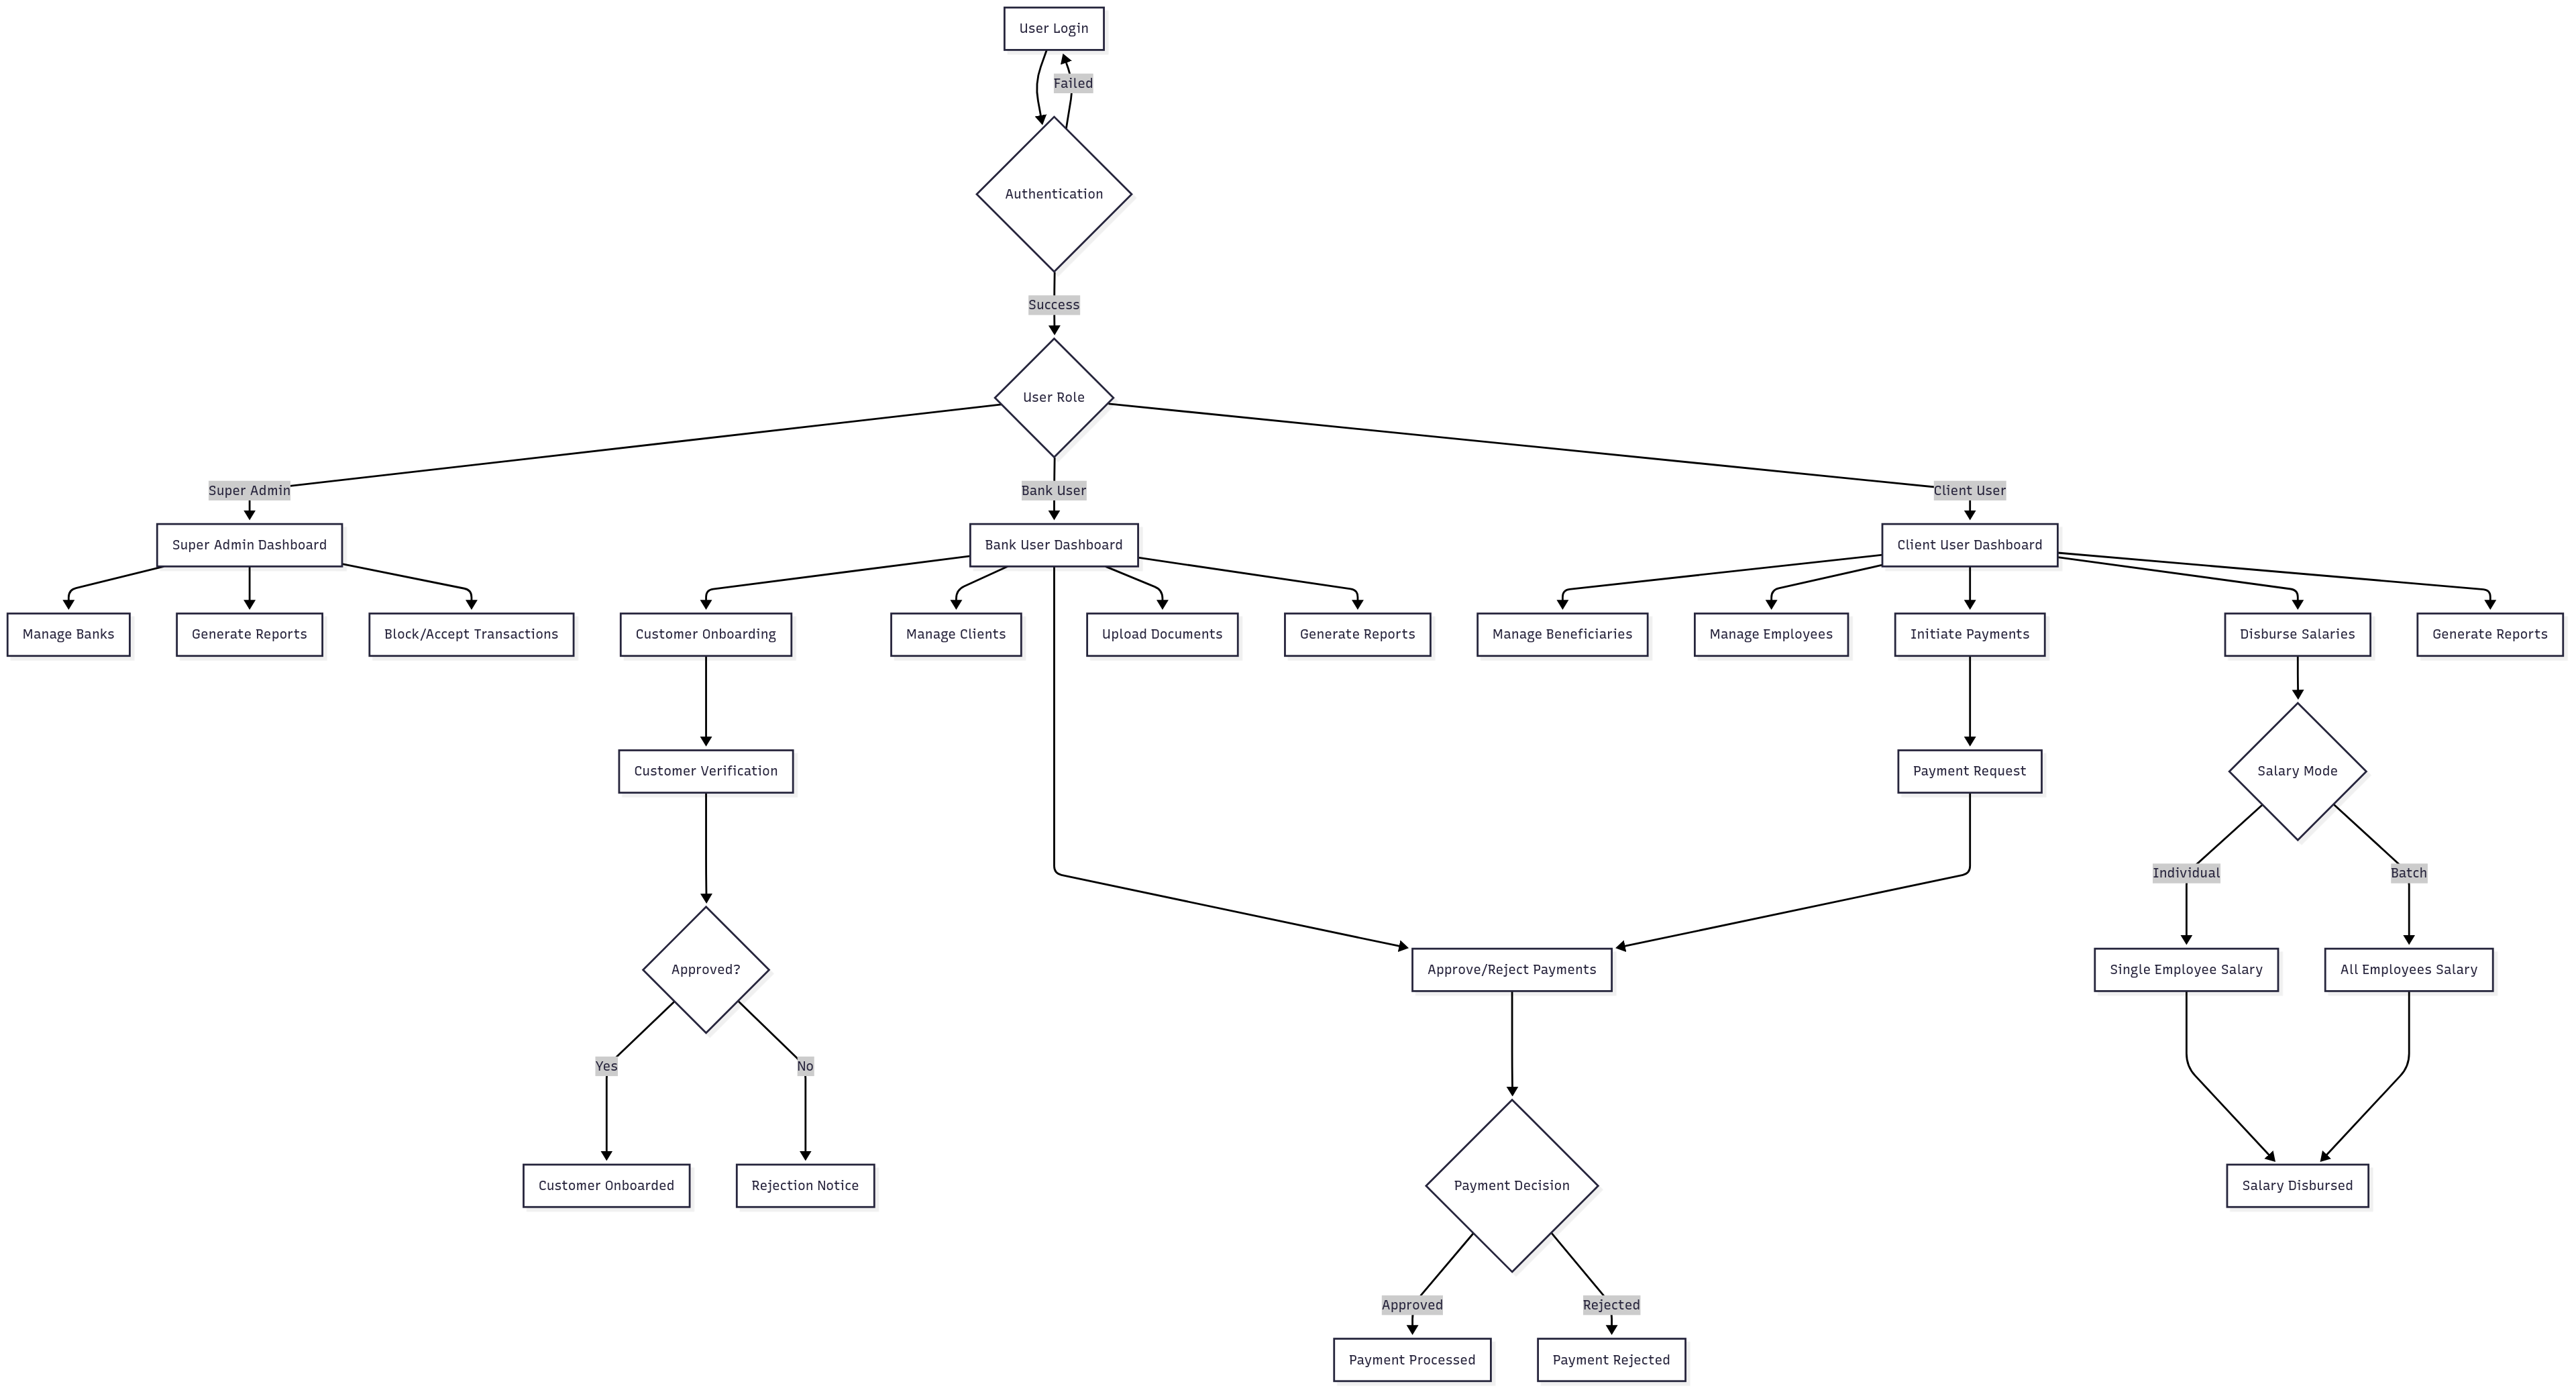 User Login
Failed
Authentication
Success
User Role
Super Admin
Bank User
Client User
Super Admin Dashboard
Bank User Dashboard
Client User Dashboard
Manage Banks
Generate Reports
Block/Accept Transactions
Customer Onboarding
Manage Clients
Upload Documents
Generate Reports
Manage Beneficiaries
Manage Employees
Initiate Payments
Disburse Salaries
Generate Reports
Customer Verification
Payment Request
Salary Mode
Individual
Batch
Approved?
Approve/Reject Payments
Single Employee Salary
All Employees Salary
Yes
No
Customer Onboarded
Rejection Notice
Payment Decision
Salary Disbursed
Approved
Rejected
Payment Processed
Payment Rejected